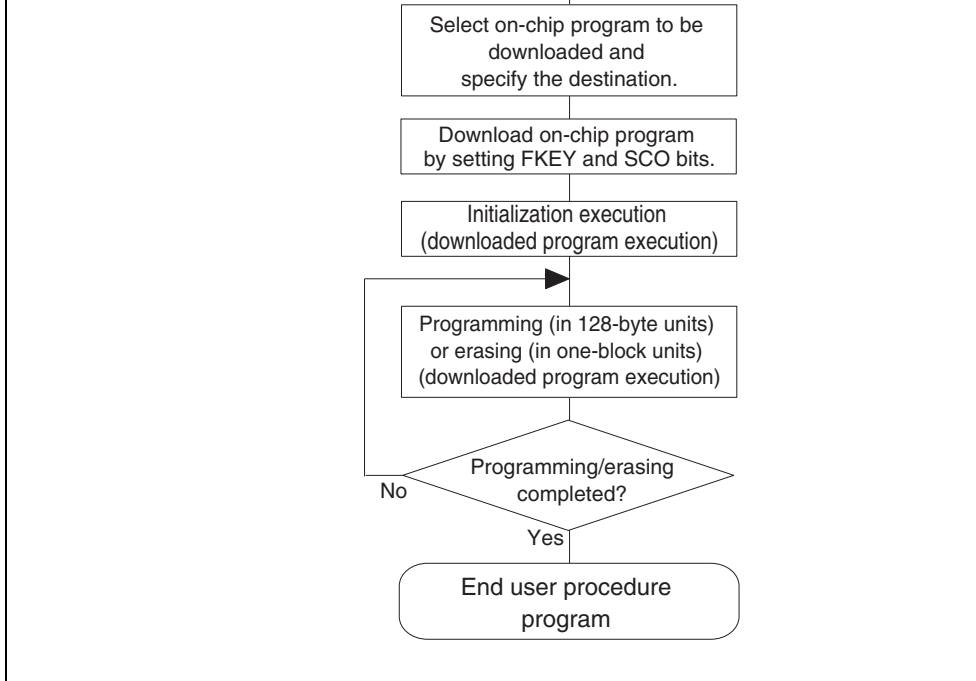 Select on-chip program to be
downloaded and
specify the destination.
Download on-chip program
by setting FKEY and SCO bits.
Initialization execution
(downloaded program execution)
Programming (in 128-byte units)
or erasing (in one-block units)
(downloaded program execution)
Programming/erasing
completed?
No
Yes
End user procedure
program